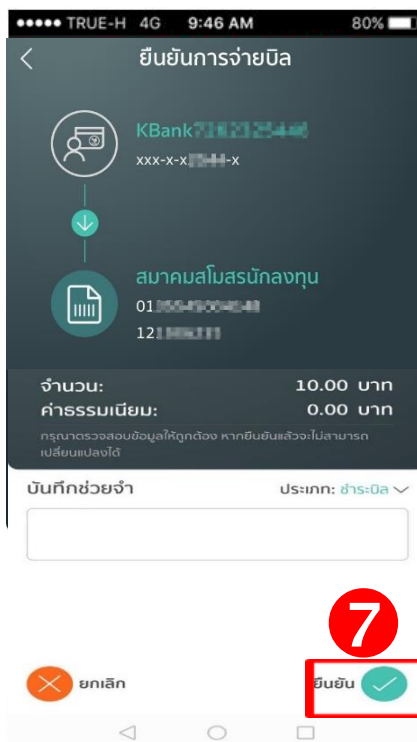 TRUE-H 4G 9:46 AM 80%
ยืนยันการจ่ายบิล
KBank
xxx-x-x -x
สมาคมสโมสรนักลงทุน
01
12
จำนวน: 10.00 บาท
ค่าธรรมเนียม: 0.00 บาท
กรุณาตรวจสอบข้อมูลให้ถูกต้อง หากยืนยันแล้วจะไม่สามารถ
เปลี่ยนแปลงได้
บันทึกช่วยจำ ประเภท: ชำระบิล
7
ยกเลิก ยืนยัน